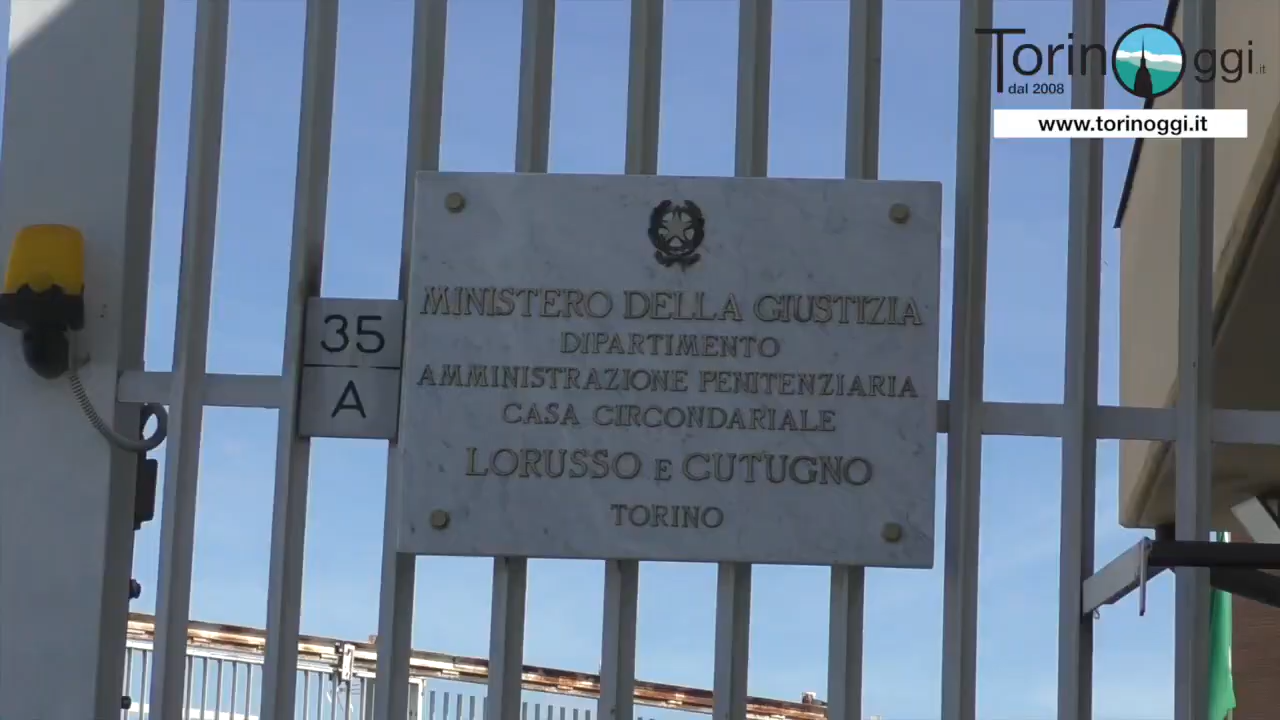 TorinOggi.it
dal 2008
www.torinoggi.it
35
A
MINISTERO DELLA GIUSTIZIA
DIPARTIMENTO
AMMINISTRAZIONE PENITENZIARIA
CASA CIRCONDARIALE
LORUSSO E CUTUGNO
TORINO